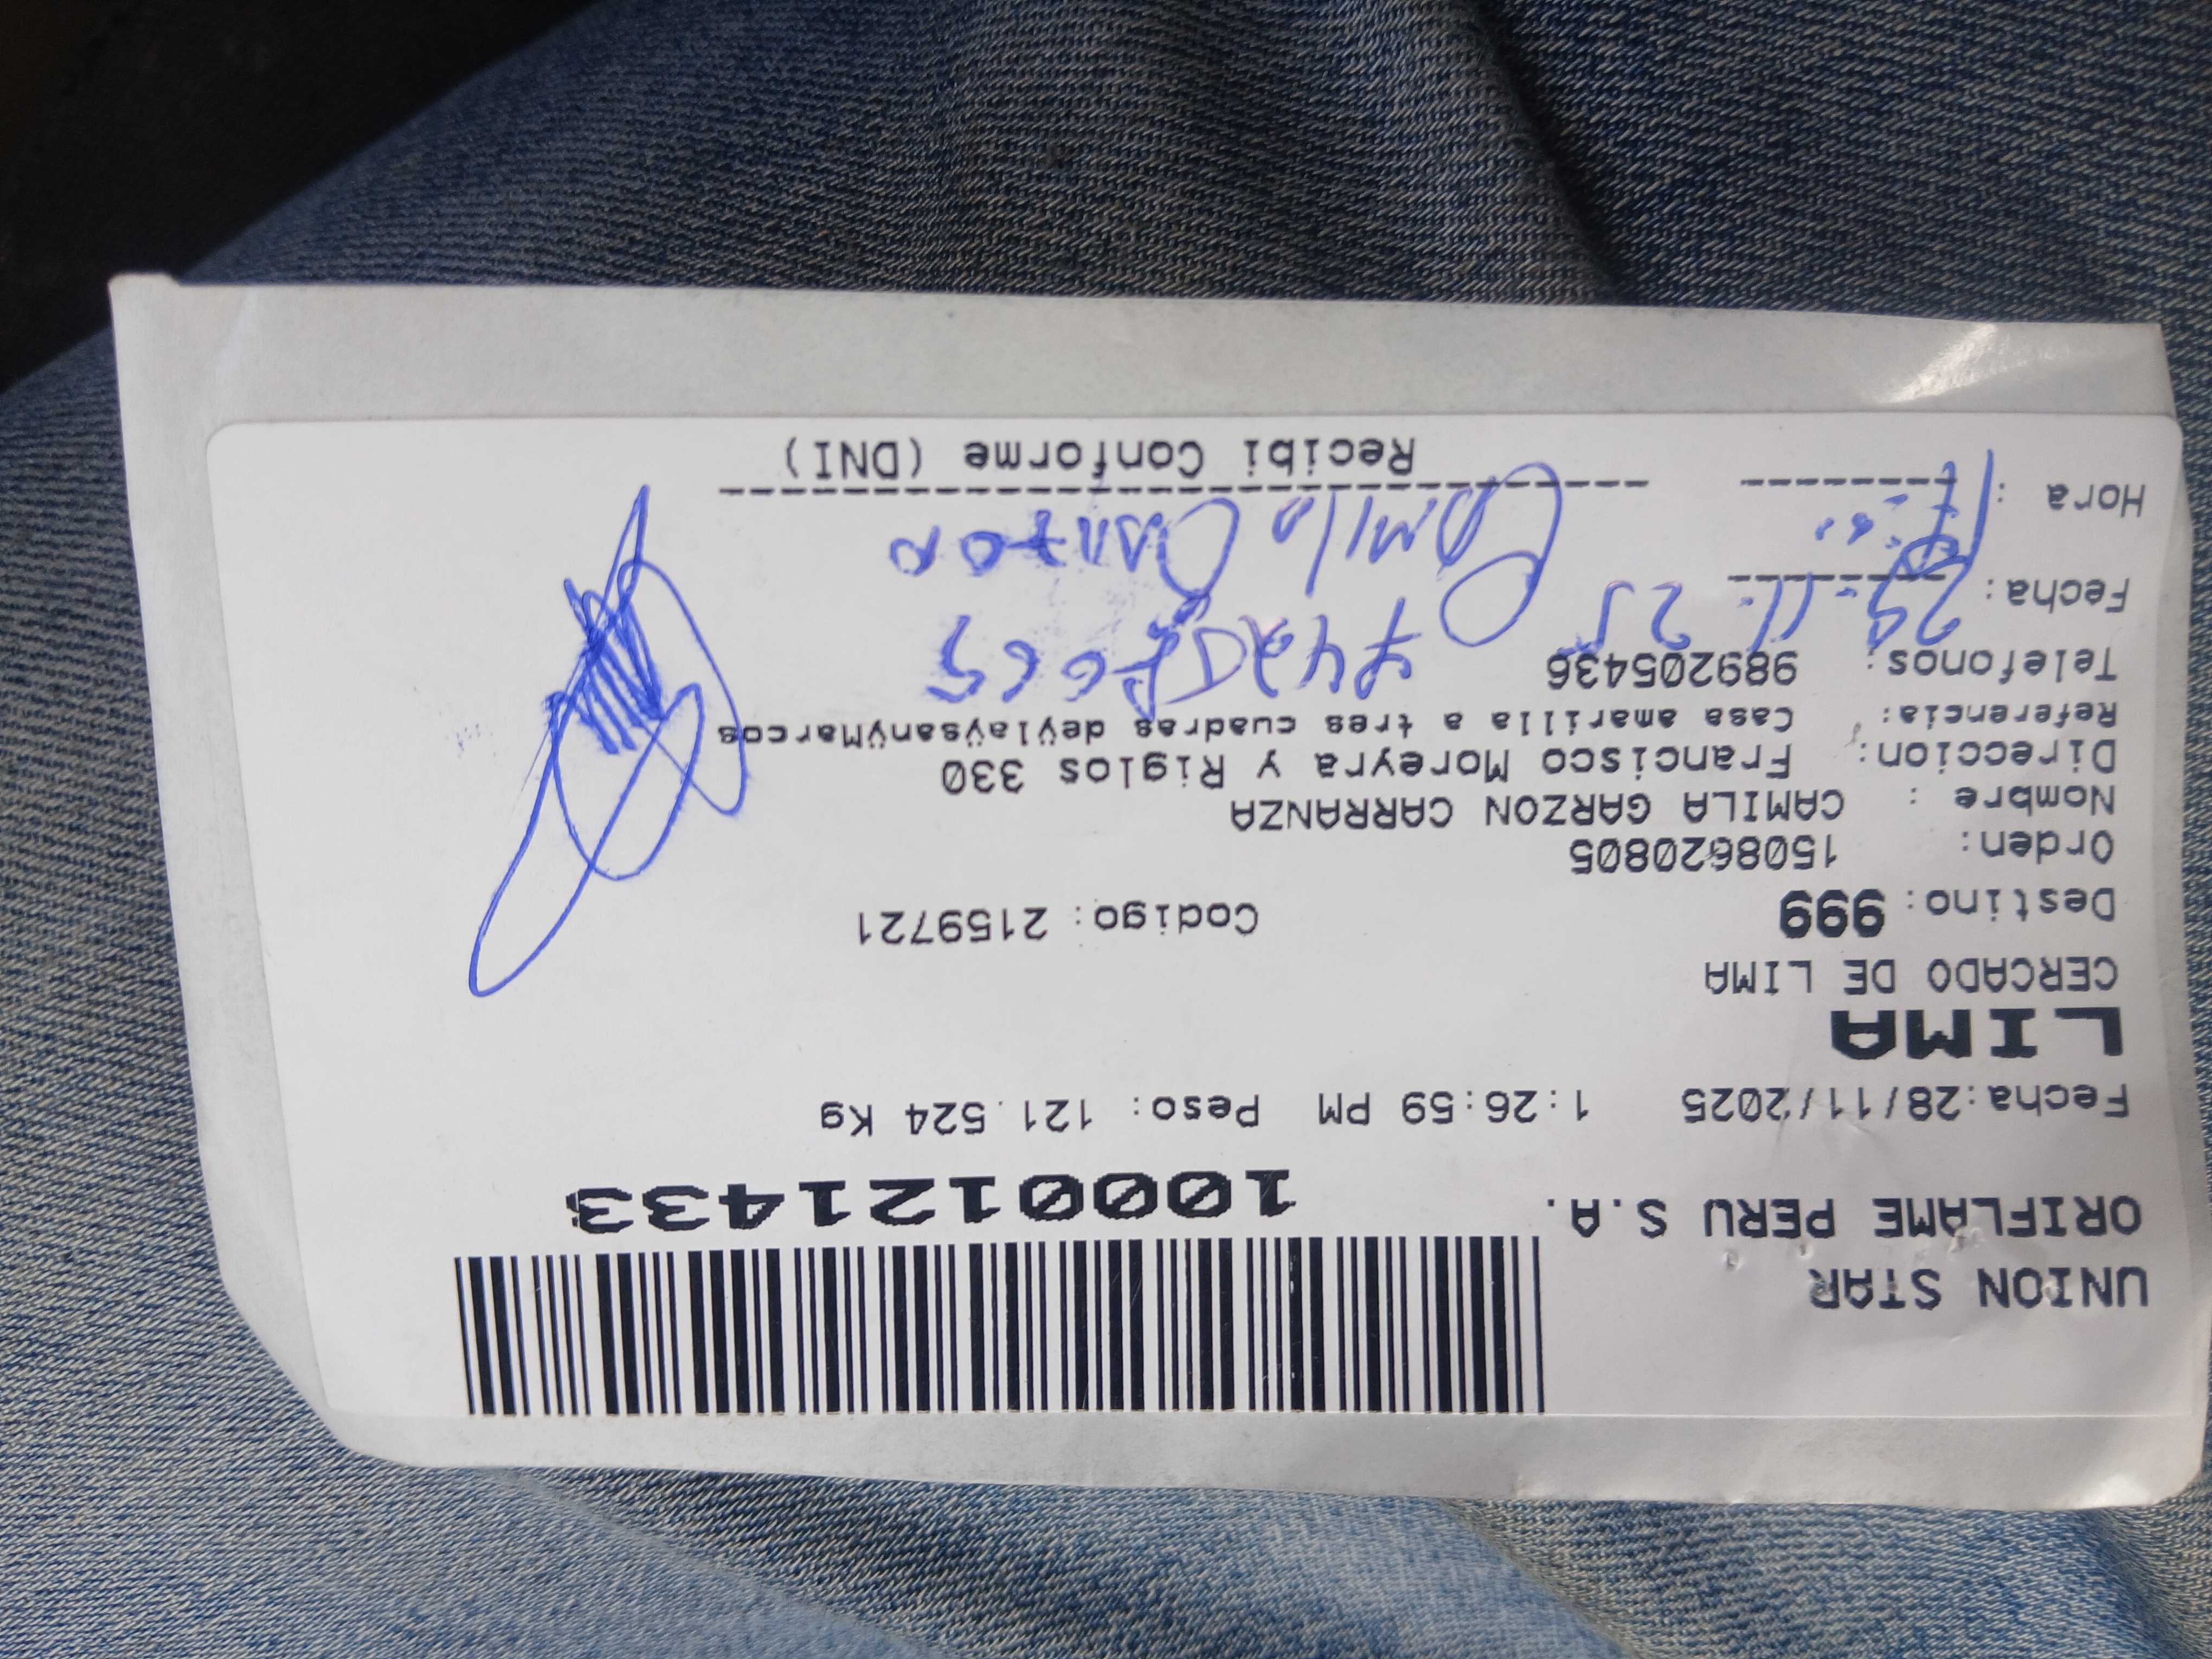 UNION STAR
ORIFLAME PERU S.A.
1000121433
Fecha:28/11/2025 1:26:59 PM Peso: 121.524 Kg
LIMA
CERCADO DE LIMA
Destino: 999 Codigo: 2159721
Orden: 1508620805
Nombre : CAMILA GARZON CARRANZA
Direccion: Francisco Moreyra y Riglos 330
Referencia: Casa amarilla a tres cuadras deÿlaÿsanÿMarcos
Telefonos: 989205436
Fecha: 29-11-25
Hora :
Camila
Recibi Conforme (DNI)